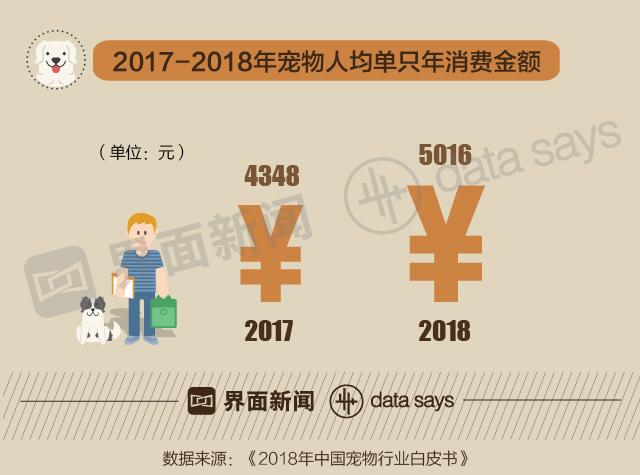 2017-2018年宠物人均单只年消费金额
（单位：元）
4348
5016
¥
¥
2017
2018
界面新闻 data says
界面新闻 data says
数据来源：《2018年中国宠物行业白皮书》